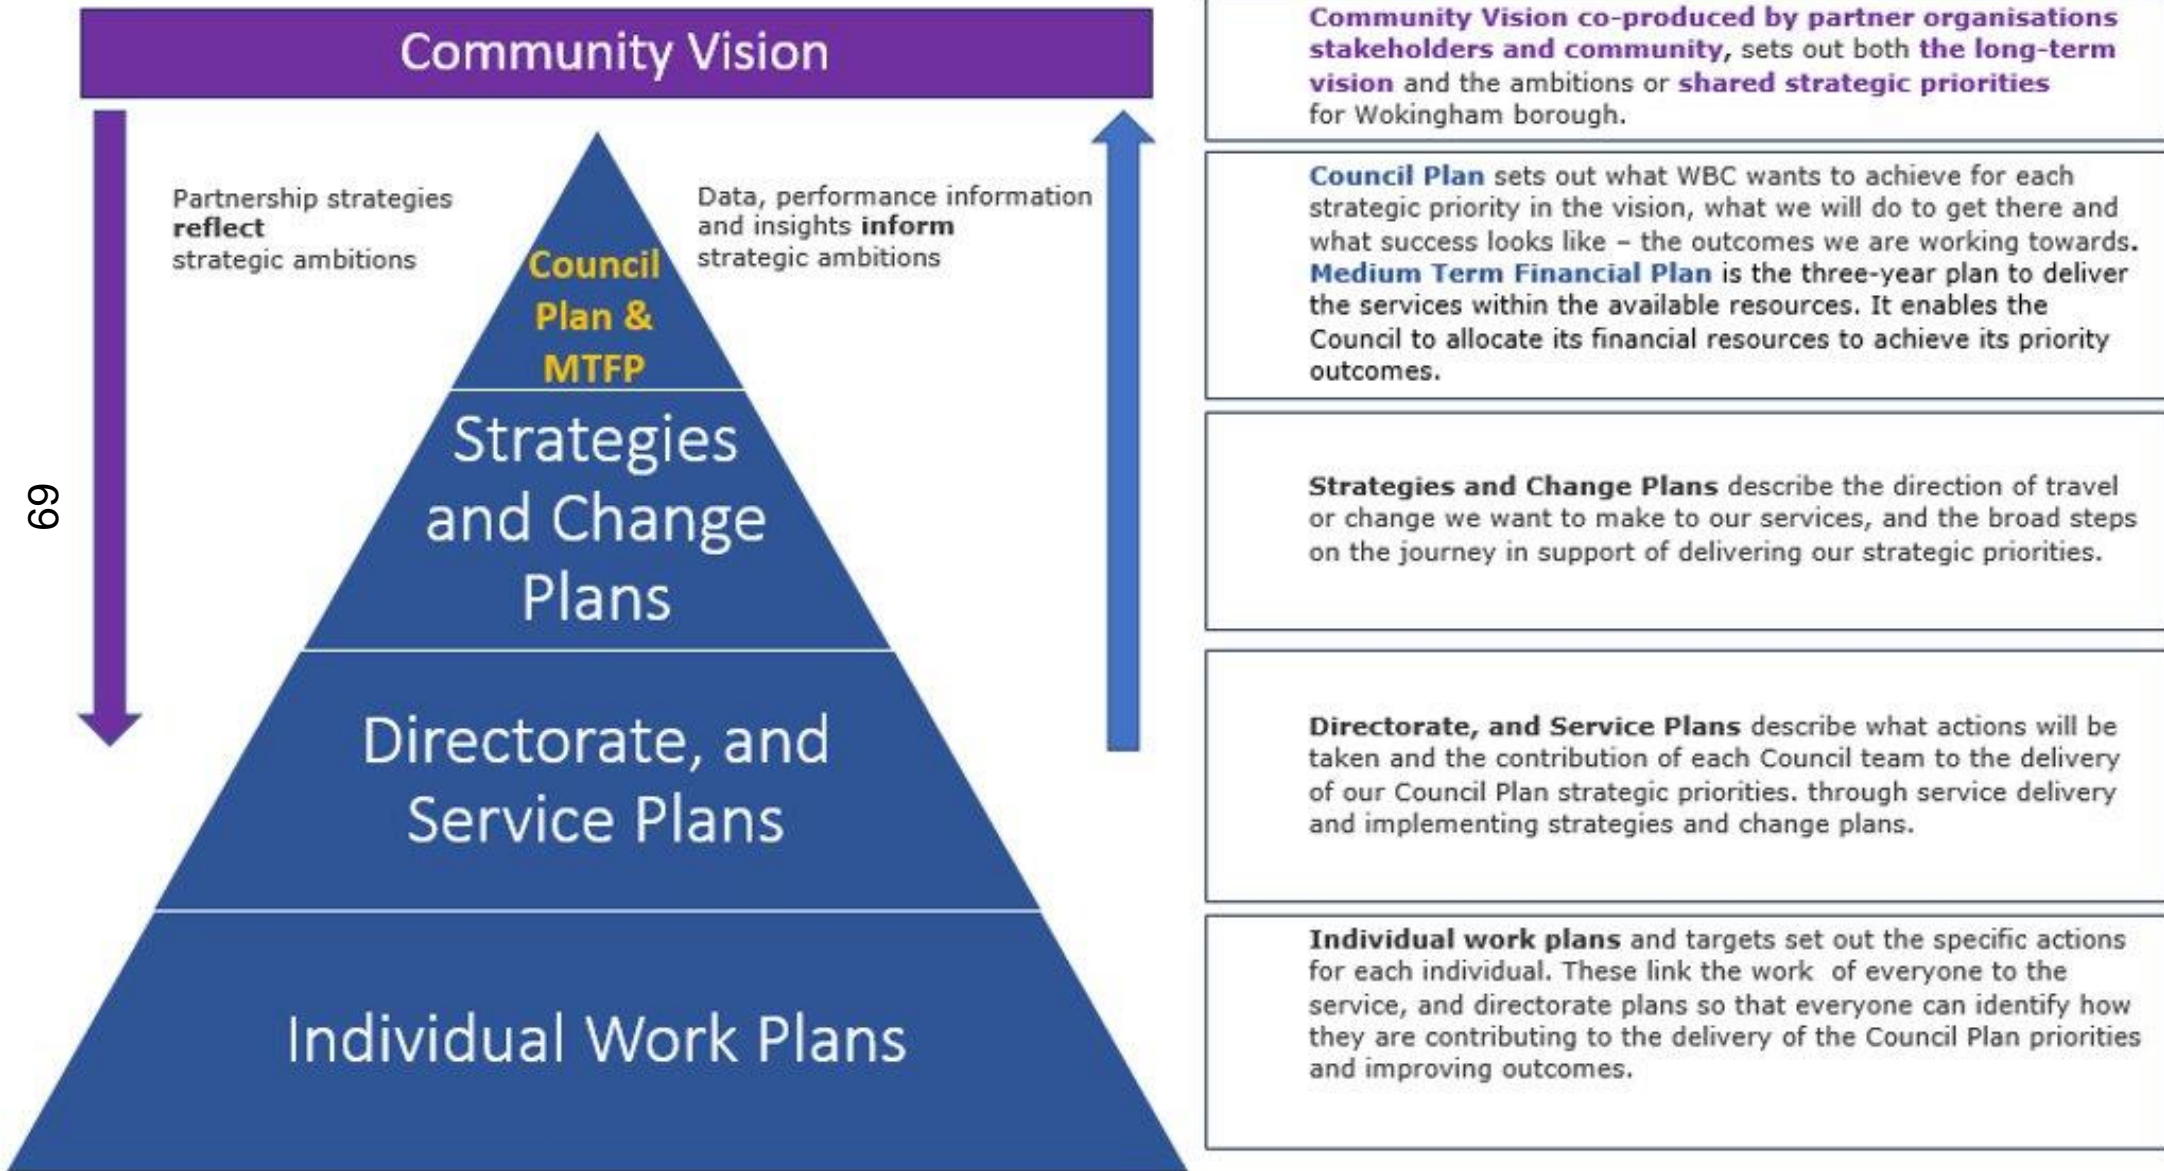 Community Vision
Partnership strategies
reflect
strategic ambitions
Data, performance information
and insights inform
strategic ambitions
Council
Plan &
MTFP
Strategies
and Change
Plans
Directorate, and
Service Plans
Individual Work Plans
69
Community Vision co-produced by partner organisations
stakeholders and community, sets out both the long-term
vision and the ambitions or shared strategic priorities
for Wokingham borough.
Council Plan sets out what WBC wants to achieve for each
strategic priority in the vision, what we will do to get there and
what success looks like – the outcomes we are working towards.
Medium Term Financial Plan is the three-year plan to deliver
the services within the available resources. It enables the
Council to allocate its financial resources to achieve its priority
outcomes.
Strategies and Change Plans describe the direction of travel
or change we want to make to our services, and the broad steps
on the journey in support of delivering our strategic priorities.
Directorate, and Service Plans describe what actions will be
taken and the contribution of each Council team to the delivery
of our Council Plan strategic priorities. through service delivery
and implementing strategies and change plans.
Individual work plans and targets set out the specific actions
for each individual. These link the work  of everyone to the
service, and directorate plans so that everyone can identify how
they are contributing to the delivery of the Council Plan priorities
and improving outcomes.